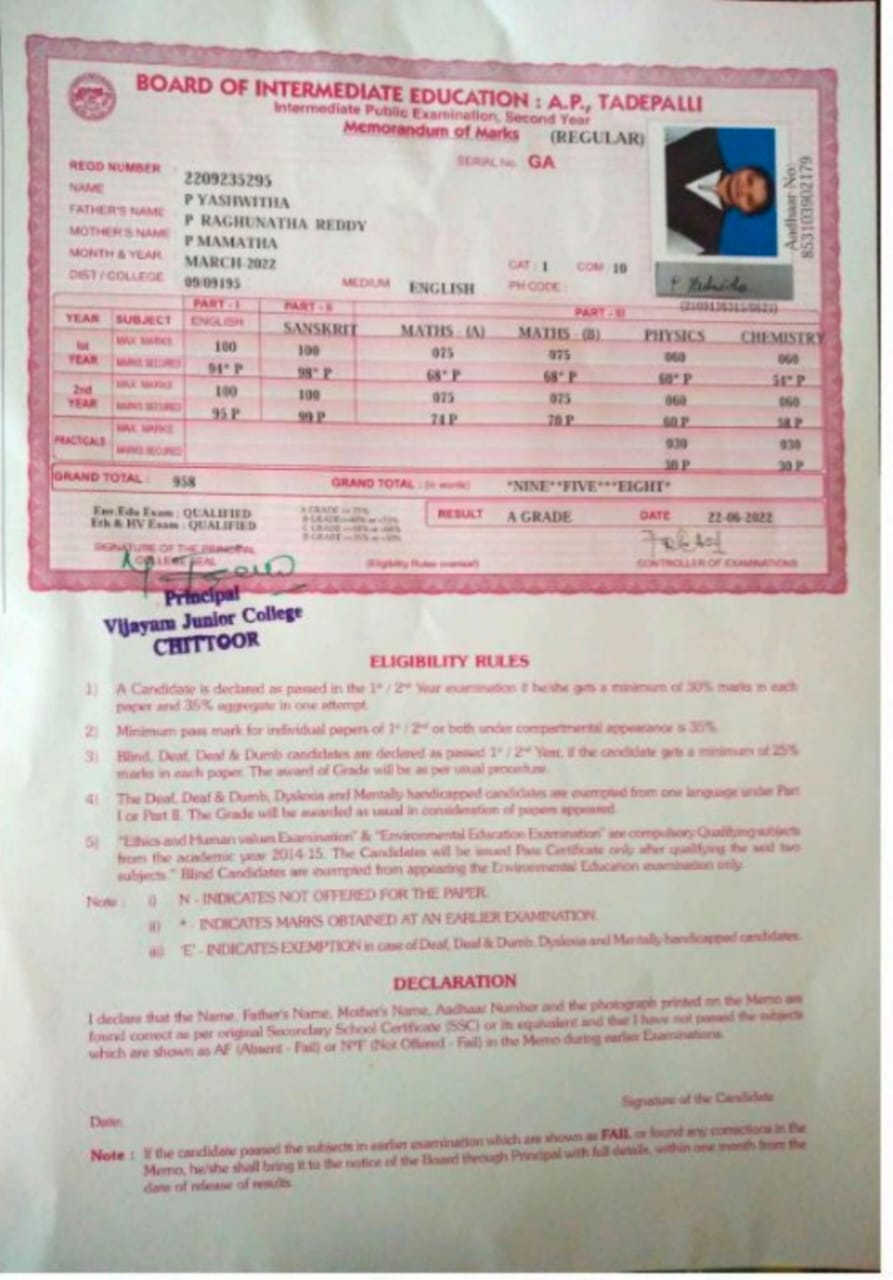 BOARD OF INTERMEDIATE EDUCATION : A.P., TADEPALLI
Intermediate Public Examination, Second Year
Memorandum of Marks (REGULAR)
SERIAL No. GA
REGD NUMBER : 2209235295
NAME P YASHWITHA
FATHER'S NAME P RAGHUNATHA REDDY
MOTHER'S NAME P MAMATHA
MONTH & YEAR MARCH-2022
CAT : 1 COM : 10
DIST / COLLEGE 09/09195 MEDIUM ENGLISH PH CODE :
Aadhaar No:
853103902179
PART - I PART - II PART - III
YEAR SUBJECT ENGLISH SANSKRIT MATHS - (A) MATHS - (B) PHYSICS CHEMISTRY
1st YEAR MAX MARKS 100 100 075 075 060 060
MARKS SECURED 94* P 98* P 68* P 68* P 60* P 54* P
2nd YEAR MAX MARKS 100 100 075 075 060 060
MARKS SECURED 95 P 99 P 74 P 70 P 60 P 58 P
PRACTICALS MAX MARKS 030 030
MARKS SECURED 30 P 30 P
GRAND TOTAL : 958 GRAND TOTAL : (in words) *NINE**FIVE***EIGHT*
Env.Edu Exam : QUALIFIED
Eth & HV Exam : QUALIFIED
RESULT A GRADE DATE 22-06-2022
SIGNATURE OF THE PRINCIPAL
COLLEGE SEAL
(Eligibility Rules overleaf)
CONTROLLER OF EXAMINATIONS
Principal
Vijayam Junior College
CHITTOOR
ELIGIBILITY RULES
1) A Candidate is declared as passed in the 1st / 2nd Year examination if he/she gets a minimum of 30% marks in each
paper and 35% aggregate in one attempt.
2) Minimum pass mark for individual papers of 1st / 2nd or both under compartmental appearance is 35%.
3) Blind, Deaf, Deaf & Dumb candidates are declared as passed 1st / 2nd Year, if the candidate gets a minimum of 25%
marks in each paper. The award of Grade will be as per usual procedure.
4) The Deaf, Deaf & Dumb, Dyslexia and Mentally handicapped candidates are exempted from one language under Part
I or Part II. The Grade will be awarded as usual in consideration of papers appeared.
5) "Ethics and Human values Examination" & "Environmental Education Examination" are compulsory Qualifying subjects
from the academic year 2014-15. The Candidates will be issued Pass Certificate only after qualifying the said two
subjects." Blind Candidates are exempted from appearing the Environmental Education examination only.
Note : i) N - INDICATES NOT OFFERED FOR THE PAPER.
ii) * - INDICATES MARKS OBTAINED AT AN EARLIER EXAMINATION.
iii) 'E' - INDICATES EXEMPTION in case of Deaf, Deaf & Dumb, Dyslexia and Mentally handicapped candidates.
DECLARATION
I declare that the Name, Father's Name, Mother's Name, Aadhaar Number and the photograph printed on the Memo are
found correct as per original Secondary School Certificate (SSC) or its equivalent and that I have not passed the subjects
which are shown as AF (Absent - Fail) or N*F (Not Offered - Fail) in the Memo during earlier Examinations.
Signature of the Candidate
Date:
Note : If the candidate passed the subjects in earlier examination which are shown as FAIL or found any corrections in the
Memo, he/she shall bring it to the notice of the Board through Principal with full details, within one month from the
date of release of results.